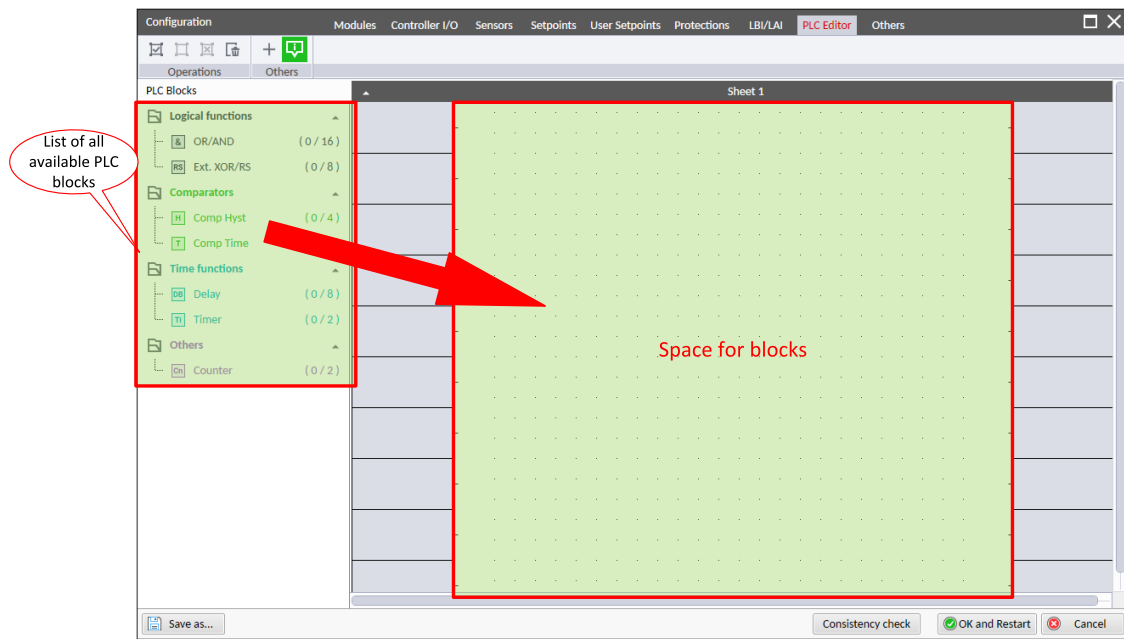 Configuration
Modules Controller I/O Sensors Setpoints User Setpoints Protections LBI/LAI PLC Editor Others
Operations Others
PLC Blocks
Sheet 1
Logical functions
& OR/AND ( 0 / 16 )
RS Ext. XOR/RS ( 0 / 8 )
Comparators
H Comp Hyst ( 0 / 4 )
T Comp Time
Time functions
DB Delay ( 0 / 8 )
TI Timer ( 0 / 2 )
Others
Cn Counter ( 0 / 2 )
List of all
available PLC
blocks
Space for blocks
Save as...
Consistency check
OK and Restart
Cancel